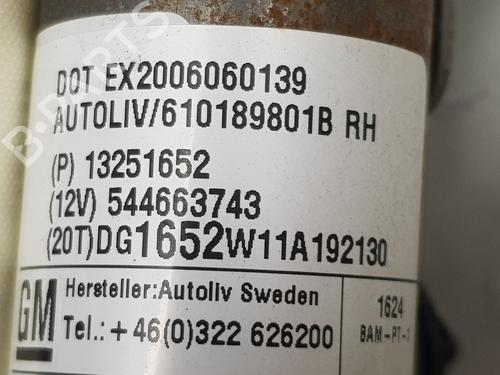 DOT EX2006060139
AUTOLIV/610189801B RH
(P) 13251652
(12V) 544663743
(20T)DG1652W11A192130
GM
Hersteller:Autoliv Sweden
Tel.: +46(0)322 626200
1624
BAM-PT-
B-PARTS